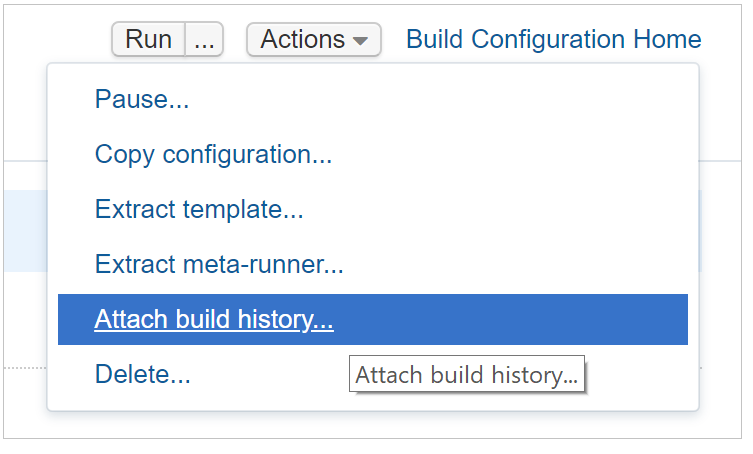 Run ... Actions Build Configuration Home
Pause...
Copy configuration...
Extract template...
Extract meta-runner...
Attach build history...
Delete... Attach build history...